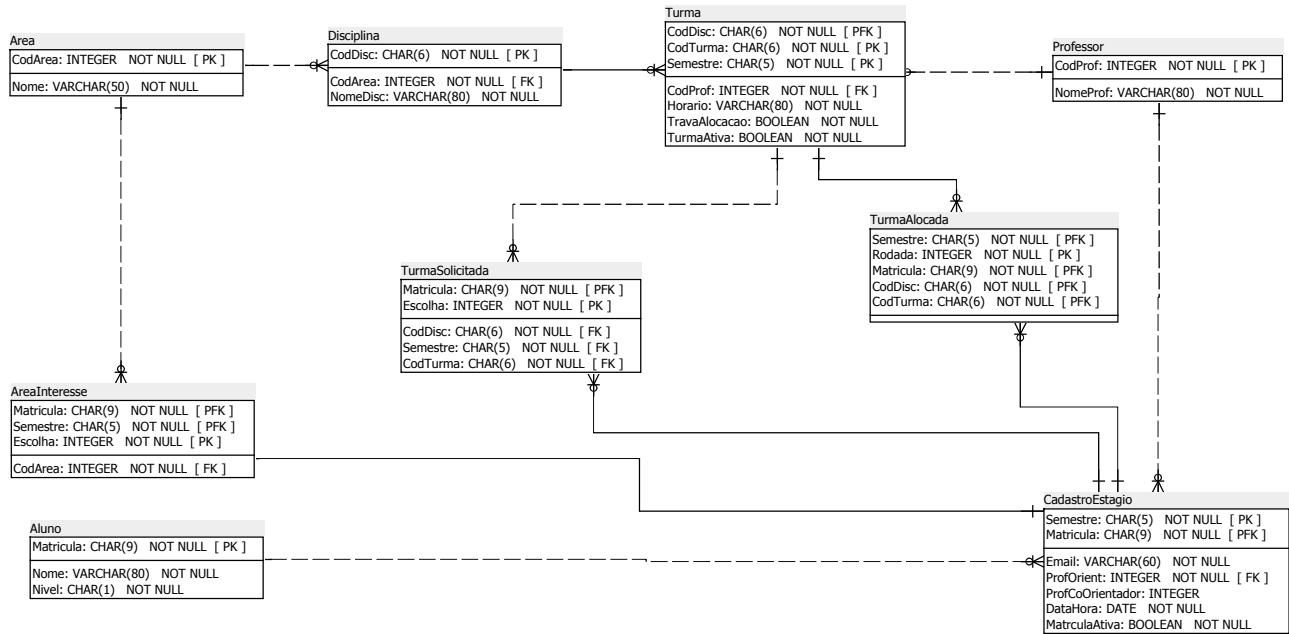 Area
CodArea: INTEGER NOT NULL [ PK ]
Nome: VARCHAR(50) NOT NULL
Disciplina
CodDisc: CHAR(6) NOT NULL [ PK ]
CodArea: INTEGER NOT NULL [ FK ]
NomeDisc: VARCHAR(80) NOT NULL
Turma
CodDisc: CHAR(6) NOT NULL [ PFK ]
CodTurma: CHAR(6) NOT NULL [ PK ]
Semestre: CHAR(5) NOT NULL [ PK ]
CodProf: INTEGER NOT NULL [ FK ]
Horario: VARCHAR(80) NOT NULL
TravaAlocacao: BOOLEAN NOT NULL
TurmaAtiva: BOOLEAN NOT NULL
Professor
CodProf: INTEGER NOT NULL [ PK ]
NomeProf: VARCHAR(80) NOT NULL
TurmaAlocada
Semestre: CHAR(5) NOT NULL [ PFK ]
Rodada: INTEGER NOT NULL [ PK ]
Matricula: CHAR(9) NOT NULL [ PFK ]
CodDisc: CHAR(6) NOT NULL [ PFK ]
CodTurma: CHAR(6) NOT NULL [ PFK ]
TurmaSolicitada
Matricula: CHAR(9) NOT NULL [ PFK ]
Escolha: INTEGER NOT NULL [ PK ]
CodDisc: CHAR(6) NOT NULL [ FK ]
Semestre: CHAR(5) NOT NULL [ FK ]
CodTurma: CHAR(6) NOT NULL [ FK ]
AreaInteresse
Matricula: CHAR(9) NOT NULL [ PFK ]
Semestre: CHAR(5) NOT NULL [ PFK ]
Escolha: INTEGER NOT NULL [ PK ]
CodArea: INTEGER NOT NULL [ FK ]
Aluno
Matricula: CHAR(9) NOT NULL [ PK ]
Nome: VARCHAR(80) NOT NULL
Nivel: CHAR(1) NOT NULL
CadastroEstagio
Semestre: CHAR(5) NOT NULL [ PK ]
Matricula: CHAR(9) NOT NULL [ PFK ]
Email: VARCHAR(60) NOT NULL
ProfOrient: INTEGER NOT NULL [ FK ]
ProfCoOrientador: INTEGER
DataHora: DATE NOT NULL
MatrculaAtiva: BOOLEAN NOT NULL